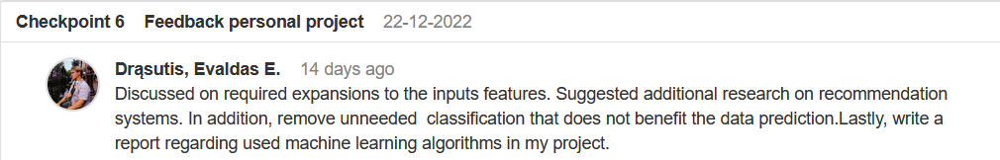 Checkpoint 6 Feedback personal project 22-12-2022
Drąsutis, Evaldas E. 14 days ago
Discussed on required expansions to the inputs features. Suggested additional research on recommendation
systems. In addition, remove unneeded  classification that does not benefit the data prediction.Lastly, write a
report regarding used machine learning algorithms in my project.